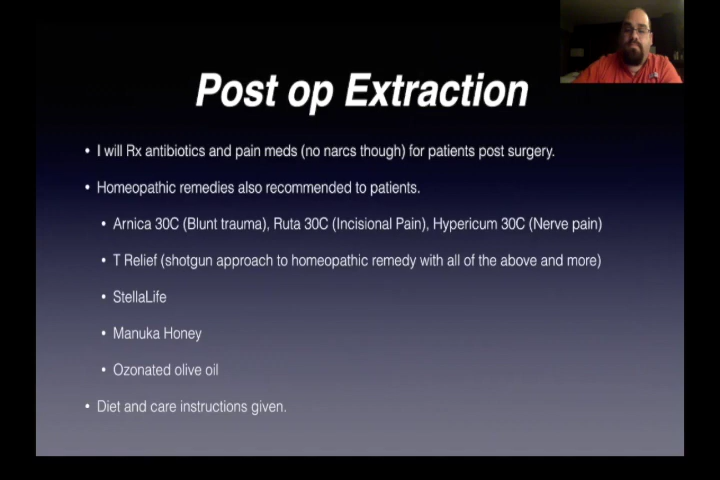 Post op Extraction
• I will Rx antibiotics and pain meds (no narcs though) for patients post surgery.
• Homeopathic remedies also recommended to patients.
• Arnica 30C (Blunt trauma), Ruta 30C (Incisional Pain), Hypericum 30C (Nerve pain)
• T Relief (shotgun approach to homeopathic remedy with all of the above and more)
• StellaLife
• Manuka Honey
• Ozonated olive oil
• Diet and care instructions given.